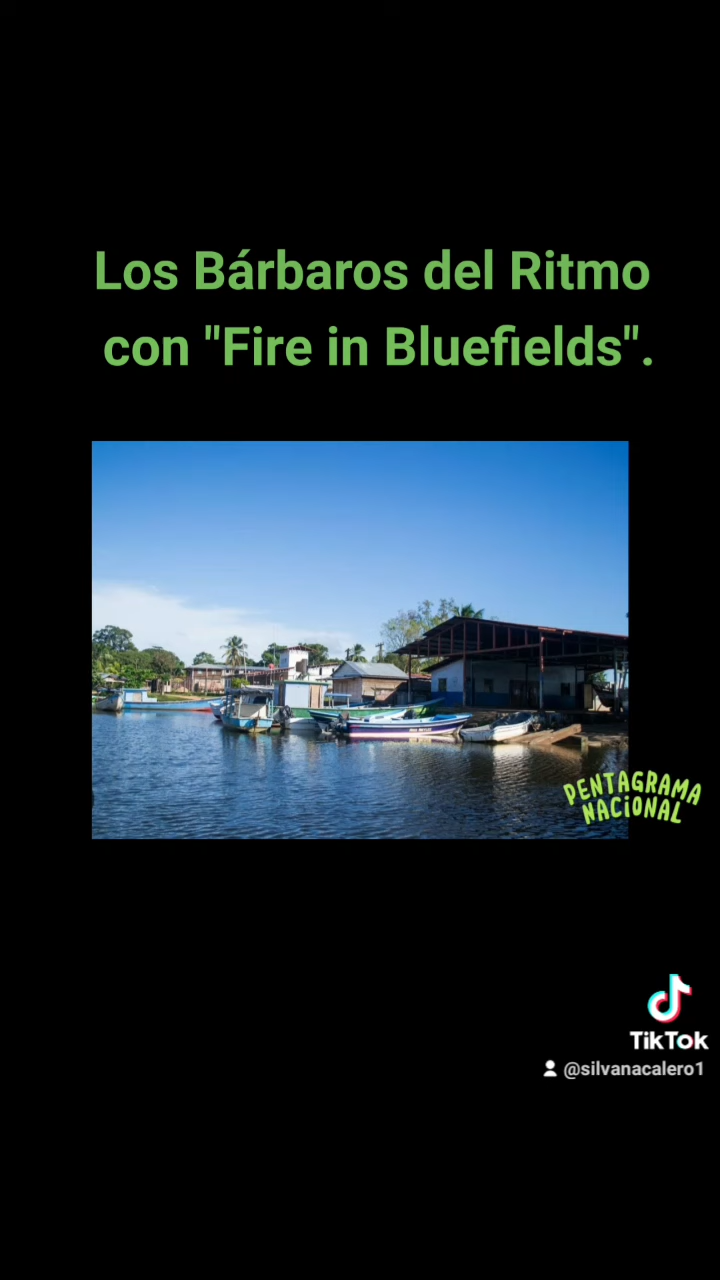 Los Bárbaros del Ritmo
con "Fire in Bluefields".
PENTAGRAMA
NACIONAL
TikTok
@silvanacalero1